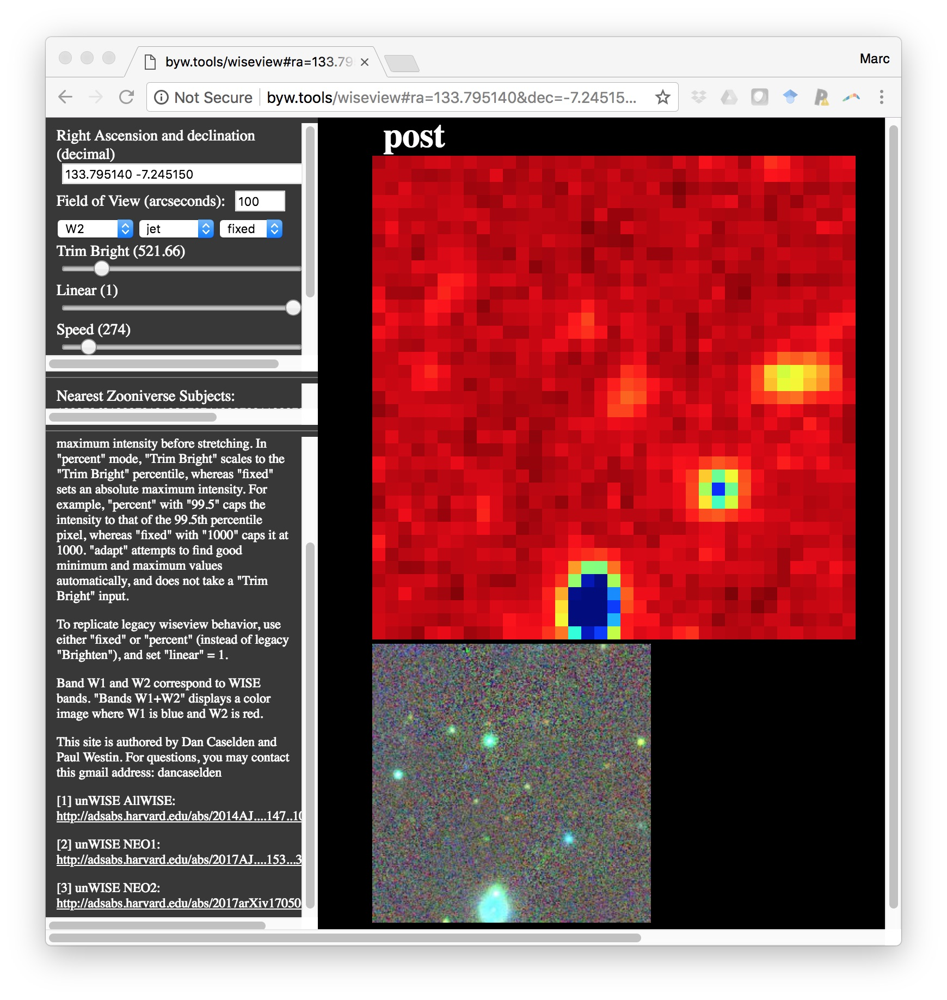 byw.tools/wiseview#ra=133.79
Marc
Not Secure
byw.tools/wiseview#ra=133.795140&dec=-7.24515...
Right Ascension and declination
(decimal)
133.795140 -7.245150
Field of View (arcseconds): 100
W2 jet fixed
Trim Bright (521.66)
Linear (1)
Speed (274)
Nearest Zooniverse Subjects:
maximum intensity before stretching. In
"percent" mode, "Trim Bright" scales to the
"Trim Bright" percentile, whereas "fixed"
sets an absolute maximum intensity. For
example, "percent" with "99.5" caps the
intensity to that of the 99.5th percentile
pixel, whereas "fixed" with "1000" caps it at
1000. "adapt" attempts to find good
minimum and maximum values
automatically, and does not take a "Trim
Bright" input.
To replicate legacy wiseview behavior, use
either "fixed" or "percent" (instead of legacy
"Brighten"), and set "linear" = 1.
Band W1 and W2 correspond to WISE
bands. "Bands W1+W2" displays a color
image where W1 is blue and W2 is red.
This site is authored by Dan Caselden and
Paul Westin. For questions, you may contact
this gmail address: dancaselden
[1] unWISE AllWISE:
http://adsabs.harvard.edu/abs/2014AJ....147..10
[2] unWISE NEO1:
http://adsabs.harvard.edu/abs/2017AJ....153...3
[3] unWISE NEO2:
http://adsabs.harvard.edu/abs/2017arXiv17050
post